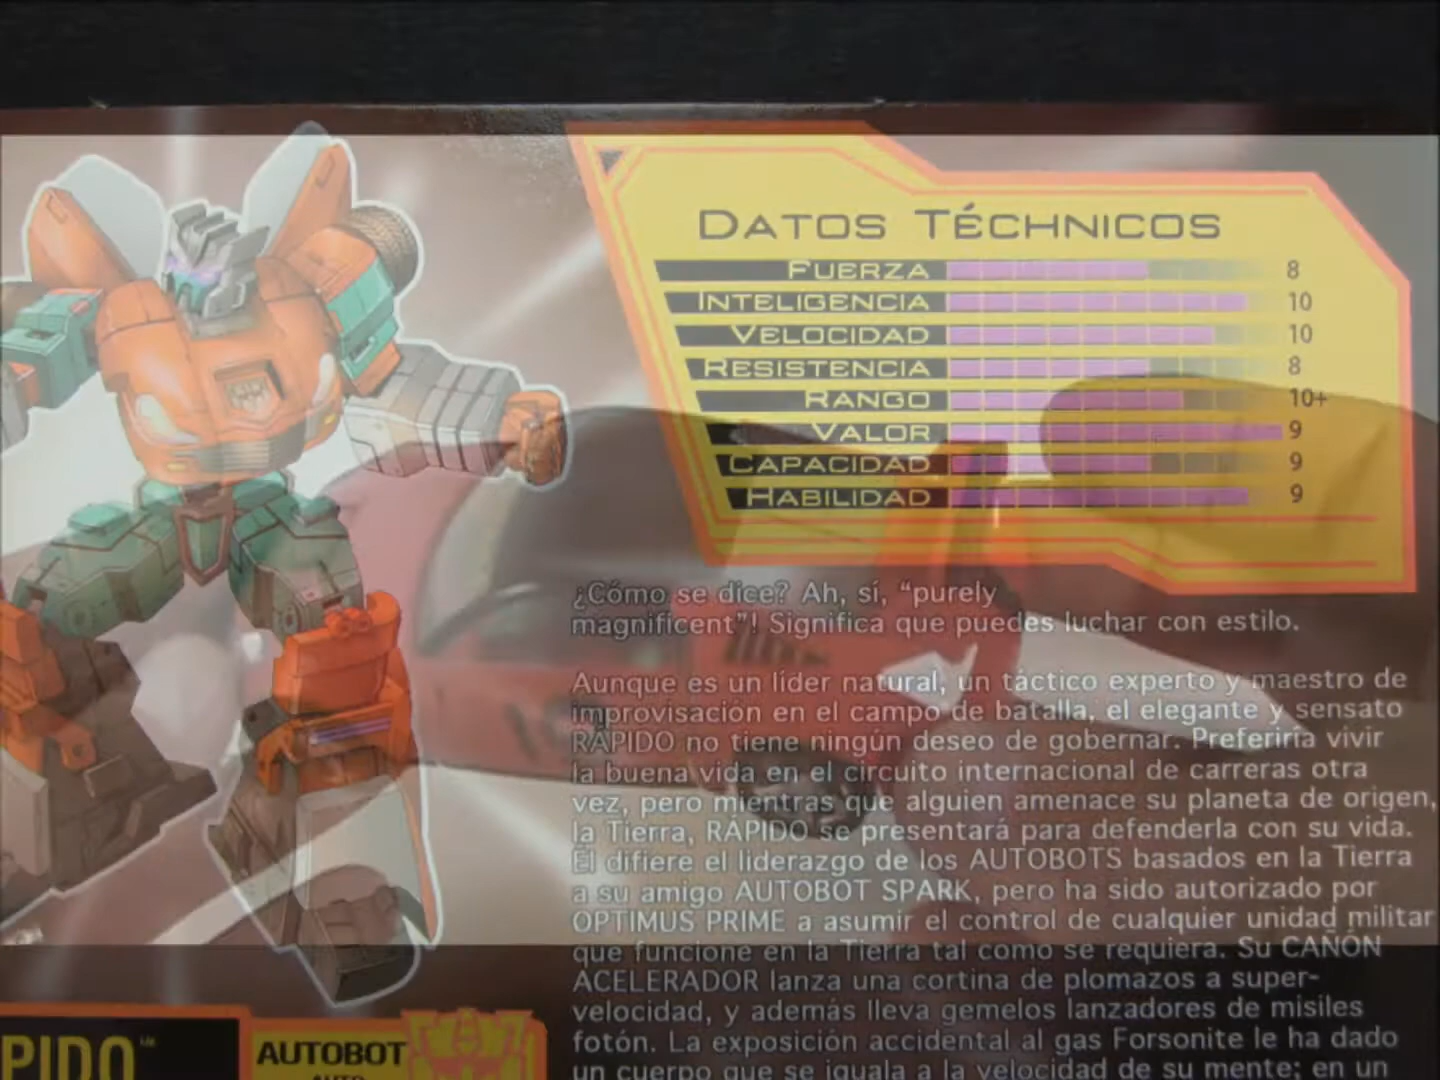 DATOS TÉCHNICOS
FUERZA 8
INTELIGENCIA 10
VELOCIDAD 10
RESISTENCIA 8
RANGO 10+
VALOR 9
CAPACIDAD 9
HABILIDAD 9
¿Cómo se dice? Ah, sí, “purely
magnificent”! Significa que puedes luchar con estilo.
Aunque es un líder natural, un táctico experto y maestro de
improvisación en el campo de batalla, el elegante y sensato
RÁPIDO no tiene ningún deseo de gobernar. Preferiría vivir
la buena vida en el circuito internacional de carreras otra
vez, pero mientras que alguien amenace su planeta de origen,
la Tierra, RÁPIDO se presentará para defenderla con su vida.
Él difiere el liderazgo de los AUTOBOTS basados en la Tierra
a su amigo AUTOBOT SPARK, pero ha sido autorizado por
OPTIMUS PRIME a asumir el control de cualquier unidad militar
que funcione en la Tierra tal como se requiera. Su CAÑÓN
ACELERADOR lanza una cortina de plomazos a super-
velocidad, y además lleva gemelos lanzadores de misiles
fotón. La exposición accidental al gas Forsonite le ha dado
un cuerpo que se iguala a la velocidad de su mente; en un
PIDO™
AUTOBOT
AUTO